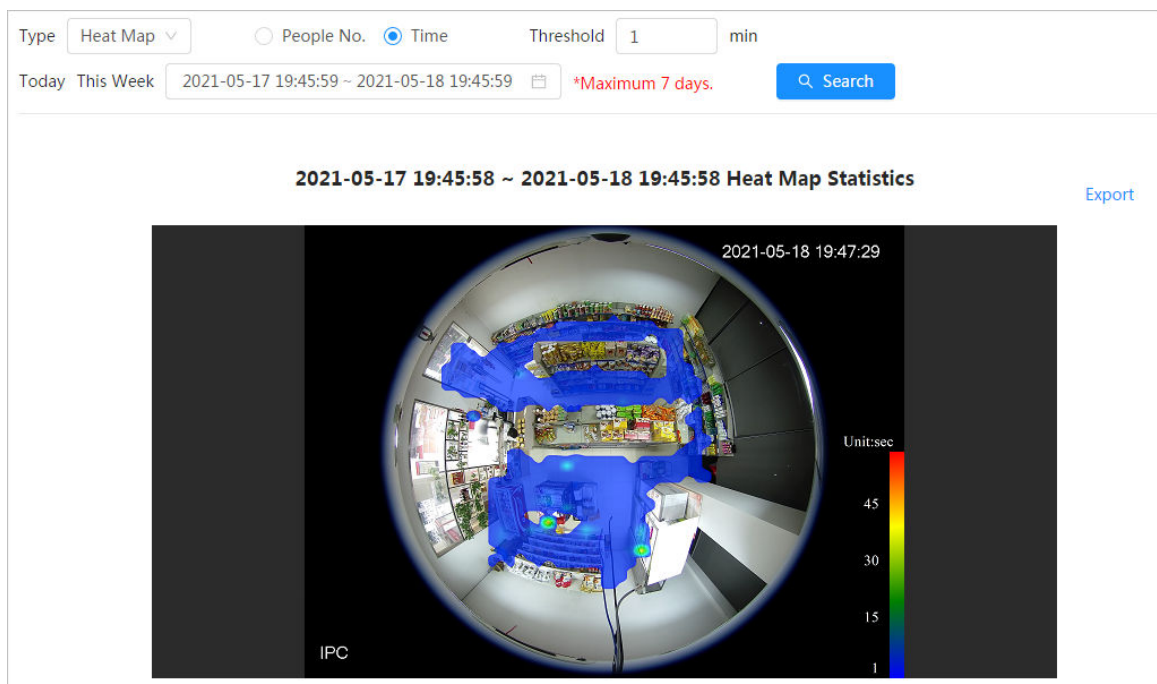 Type Heat Map People No. Time Threshold 1 min
Today This Week 2021-05-17 19:45:59 ~ 2021-05-18 19:45:59 *Maximum 7 days. Search
2021-05-17 19:45:58 ~ 2021-05-18 19:45:58 Heat Map Statistics
Export
2021-05-18 19:47:29
Unit:sec
45
30
15
1
IPC